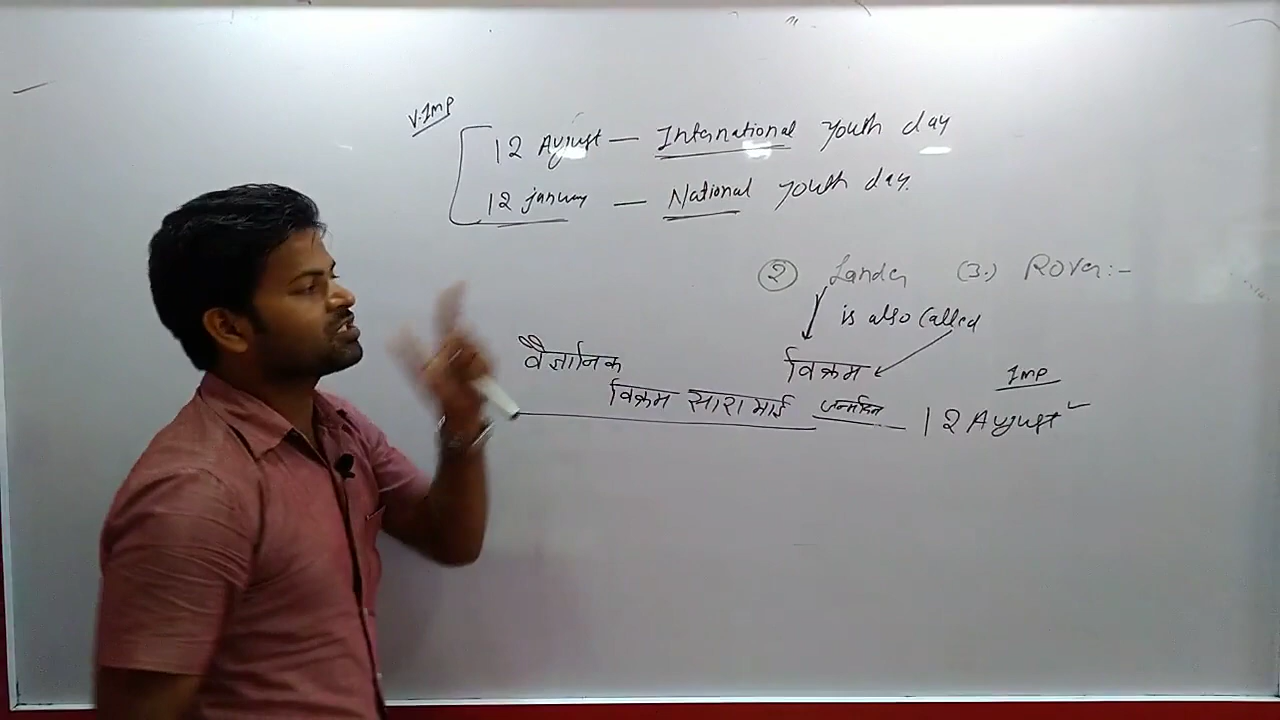 V.Imp
12 August — International youth day
12 january — National youth day.
② Lander (3.) Rover:-
is also called
वैज्ञानिक विक्रम
Imp
विक्रम साराभाई जन्मदिन — 12 August